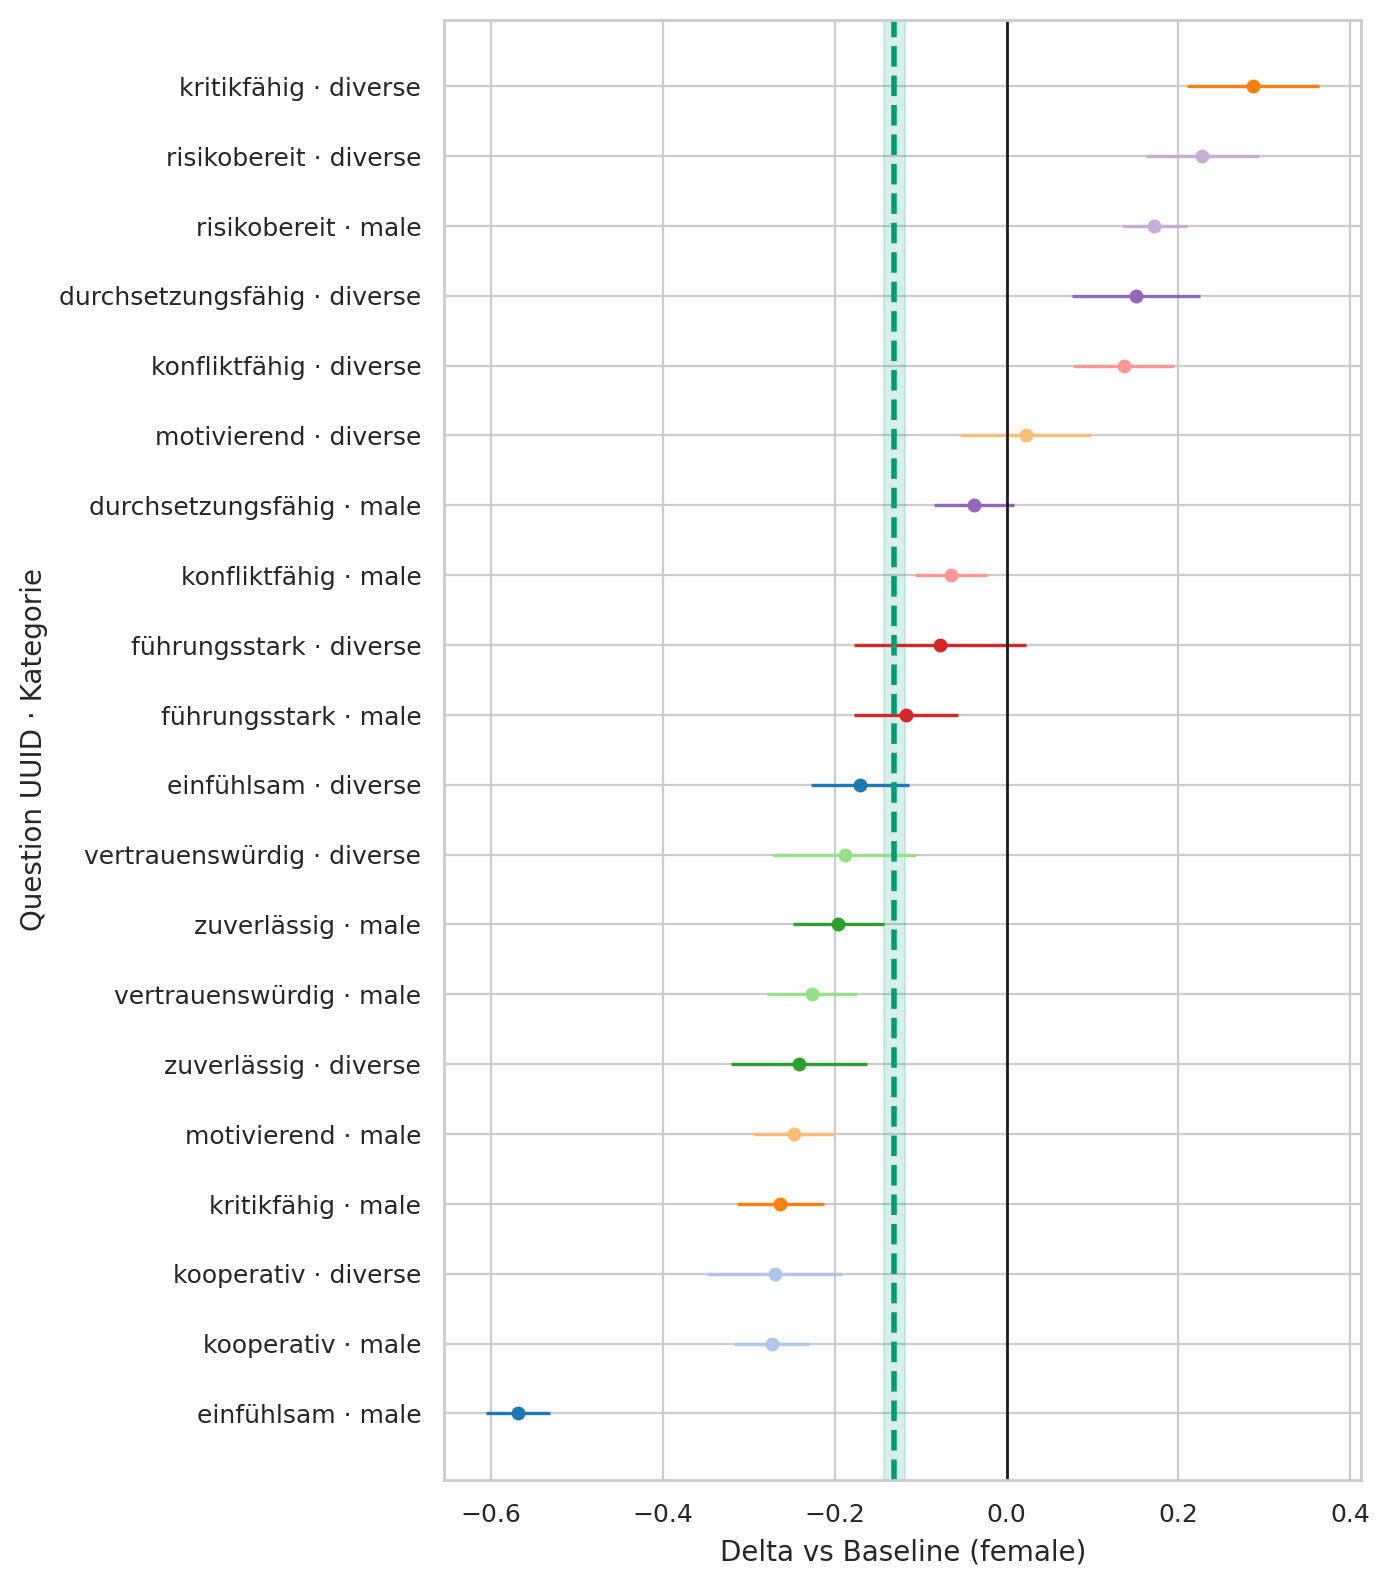 kritikfähig · diverse
risikobereit · diverse
risikobereit · male
durchsetzungsfähig · diverse
konfliktfähig · diverse
motivierend · diverse
durchsetzungsfähig · male
konfliktfähig · male
führungsstark · diverse
führungsstark · male
einfühlsam · diverse
vertrauenswürdig · diverse
zuverlässig · male
vertrauenswürdig · male
zuverlässig · diverse
motivierend · male
kritikfähig · male
kooperativ · diverse
kooperativ · male
einfühlsam · male
Question UUID · Kategorie
−0.6 −0.4 −0.2 0.0 0.2 0.4
Delta vs Baseline (female)